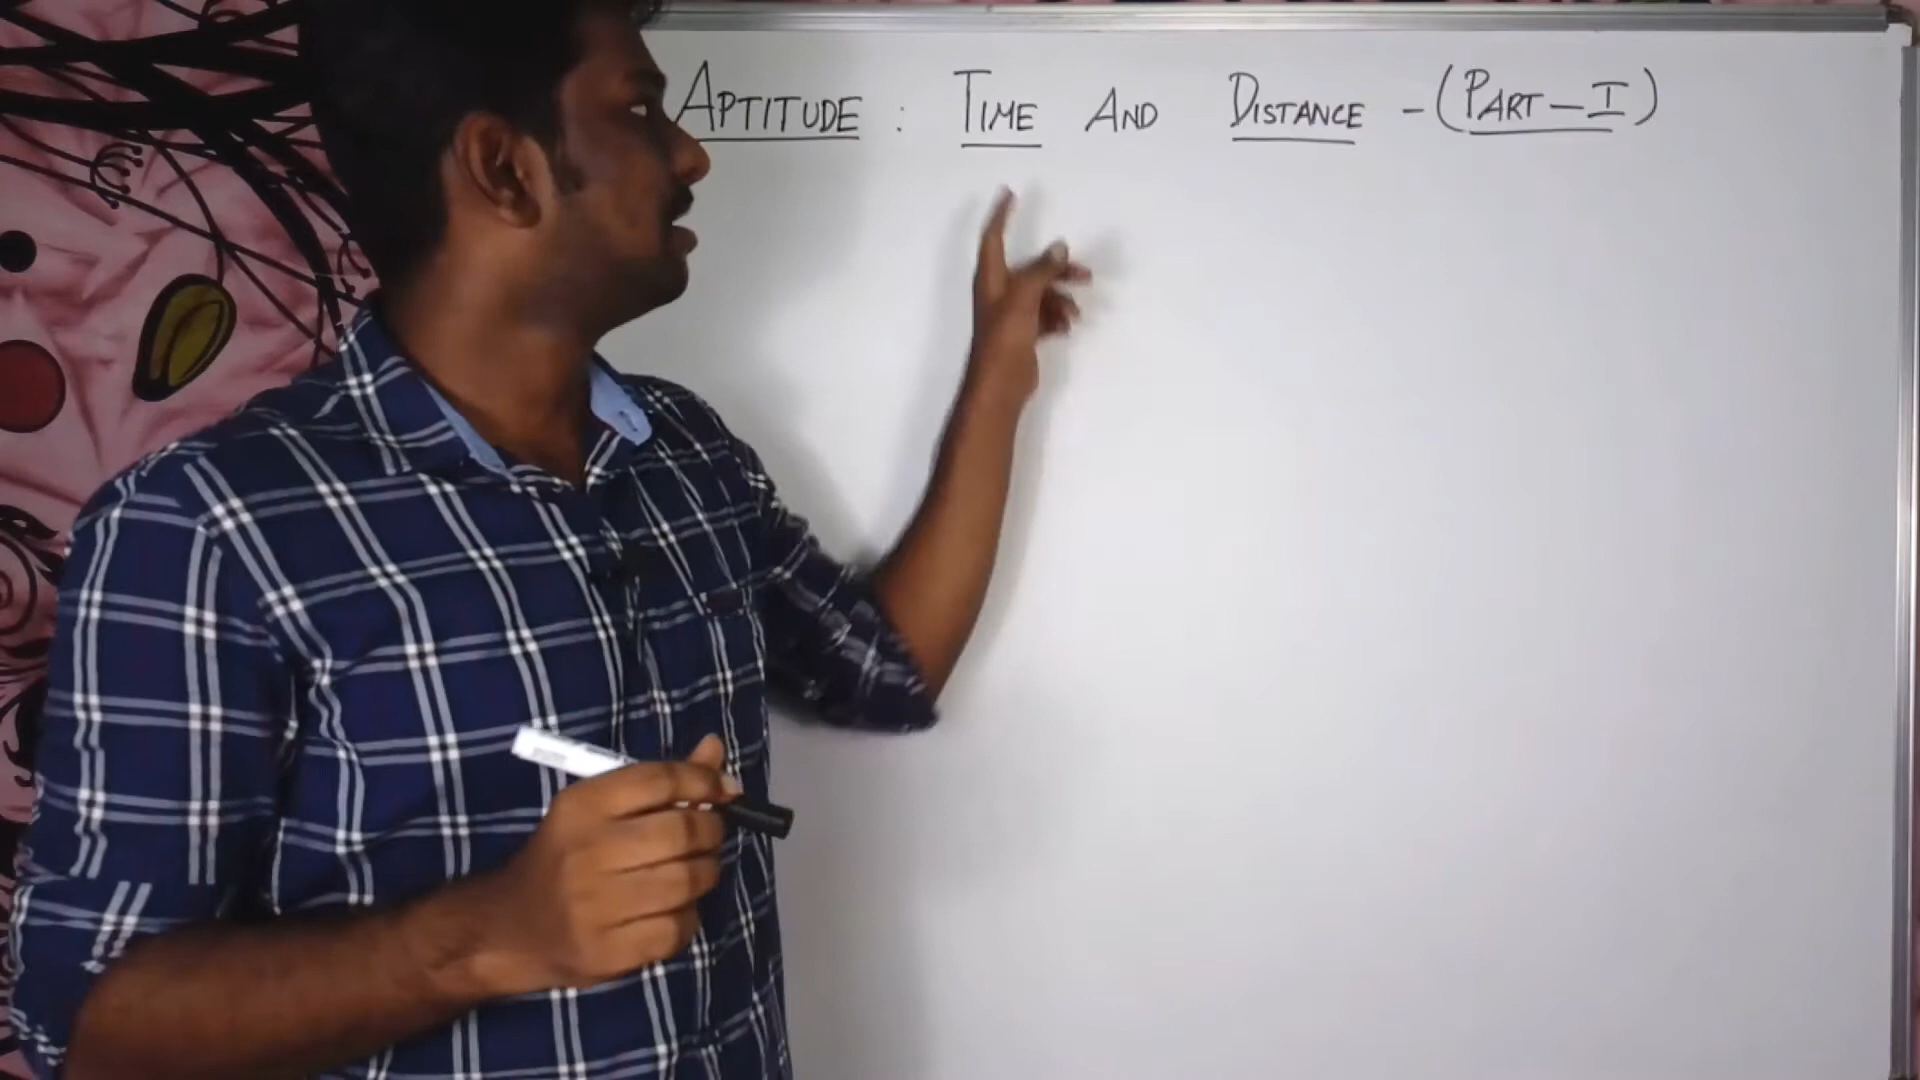 APTITUDE : TIME AND DISTANCE - (PART - I)